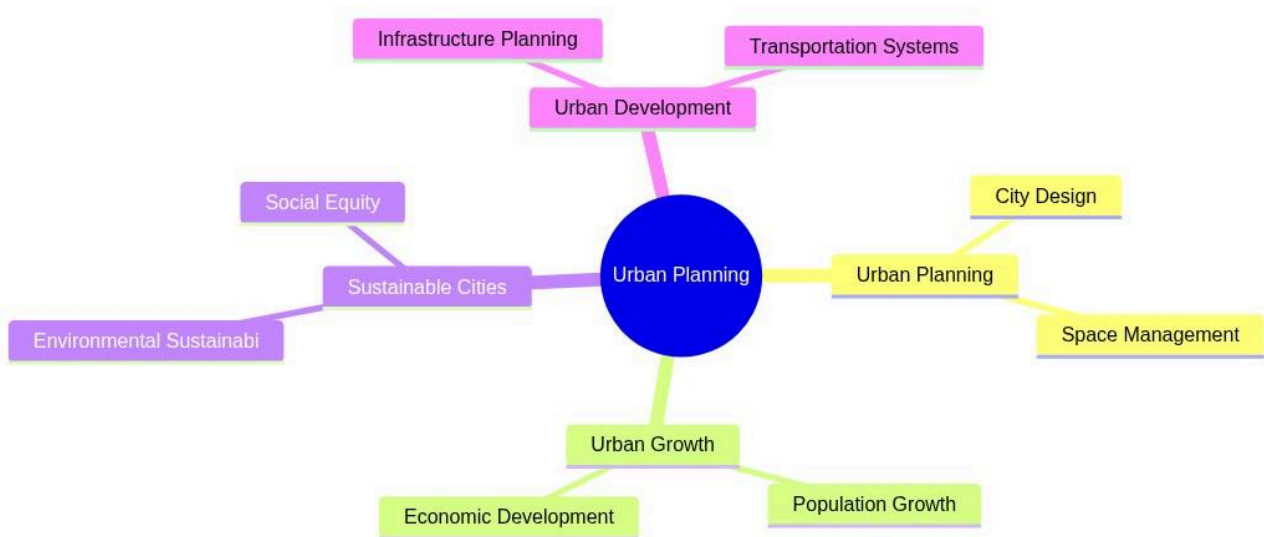 Infrastructure Planning
Transportation Systems
Urban Development
Social Equity
City Design
Urban Planning
Urban Planning
Sustainable Cities
Environmental Sustainabi
Space Management
Urban Growth
Population Growth
Economic Development